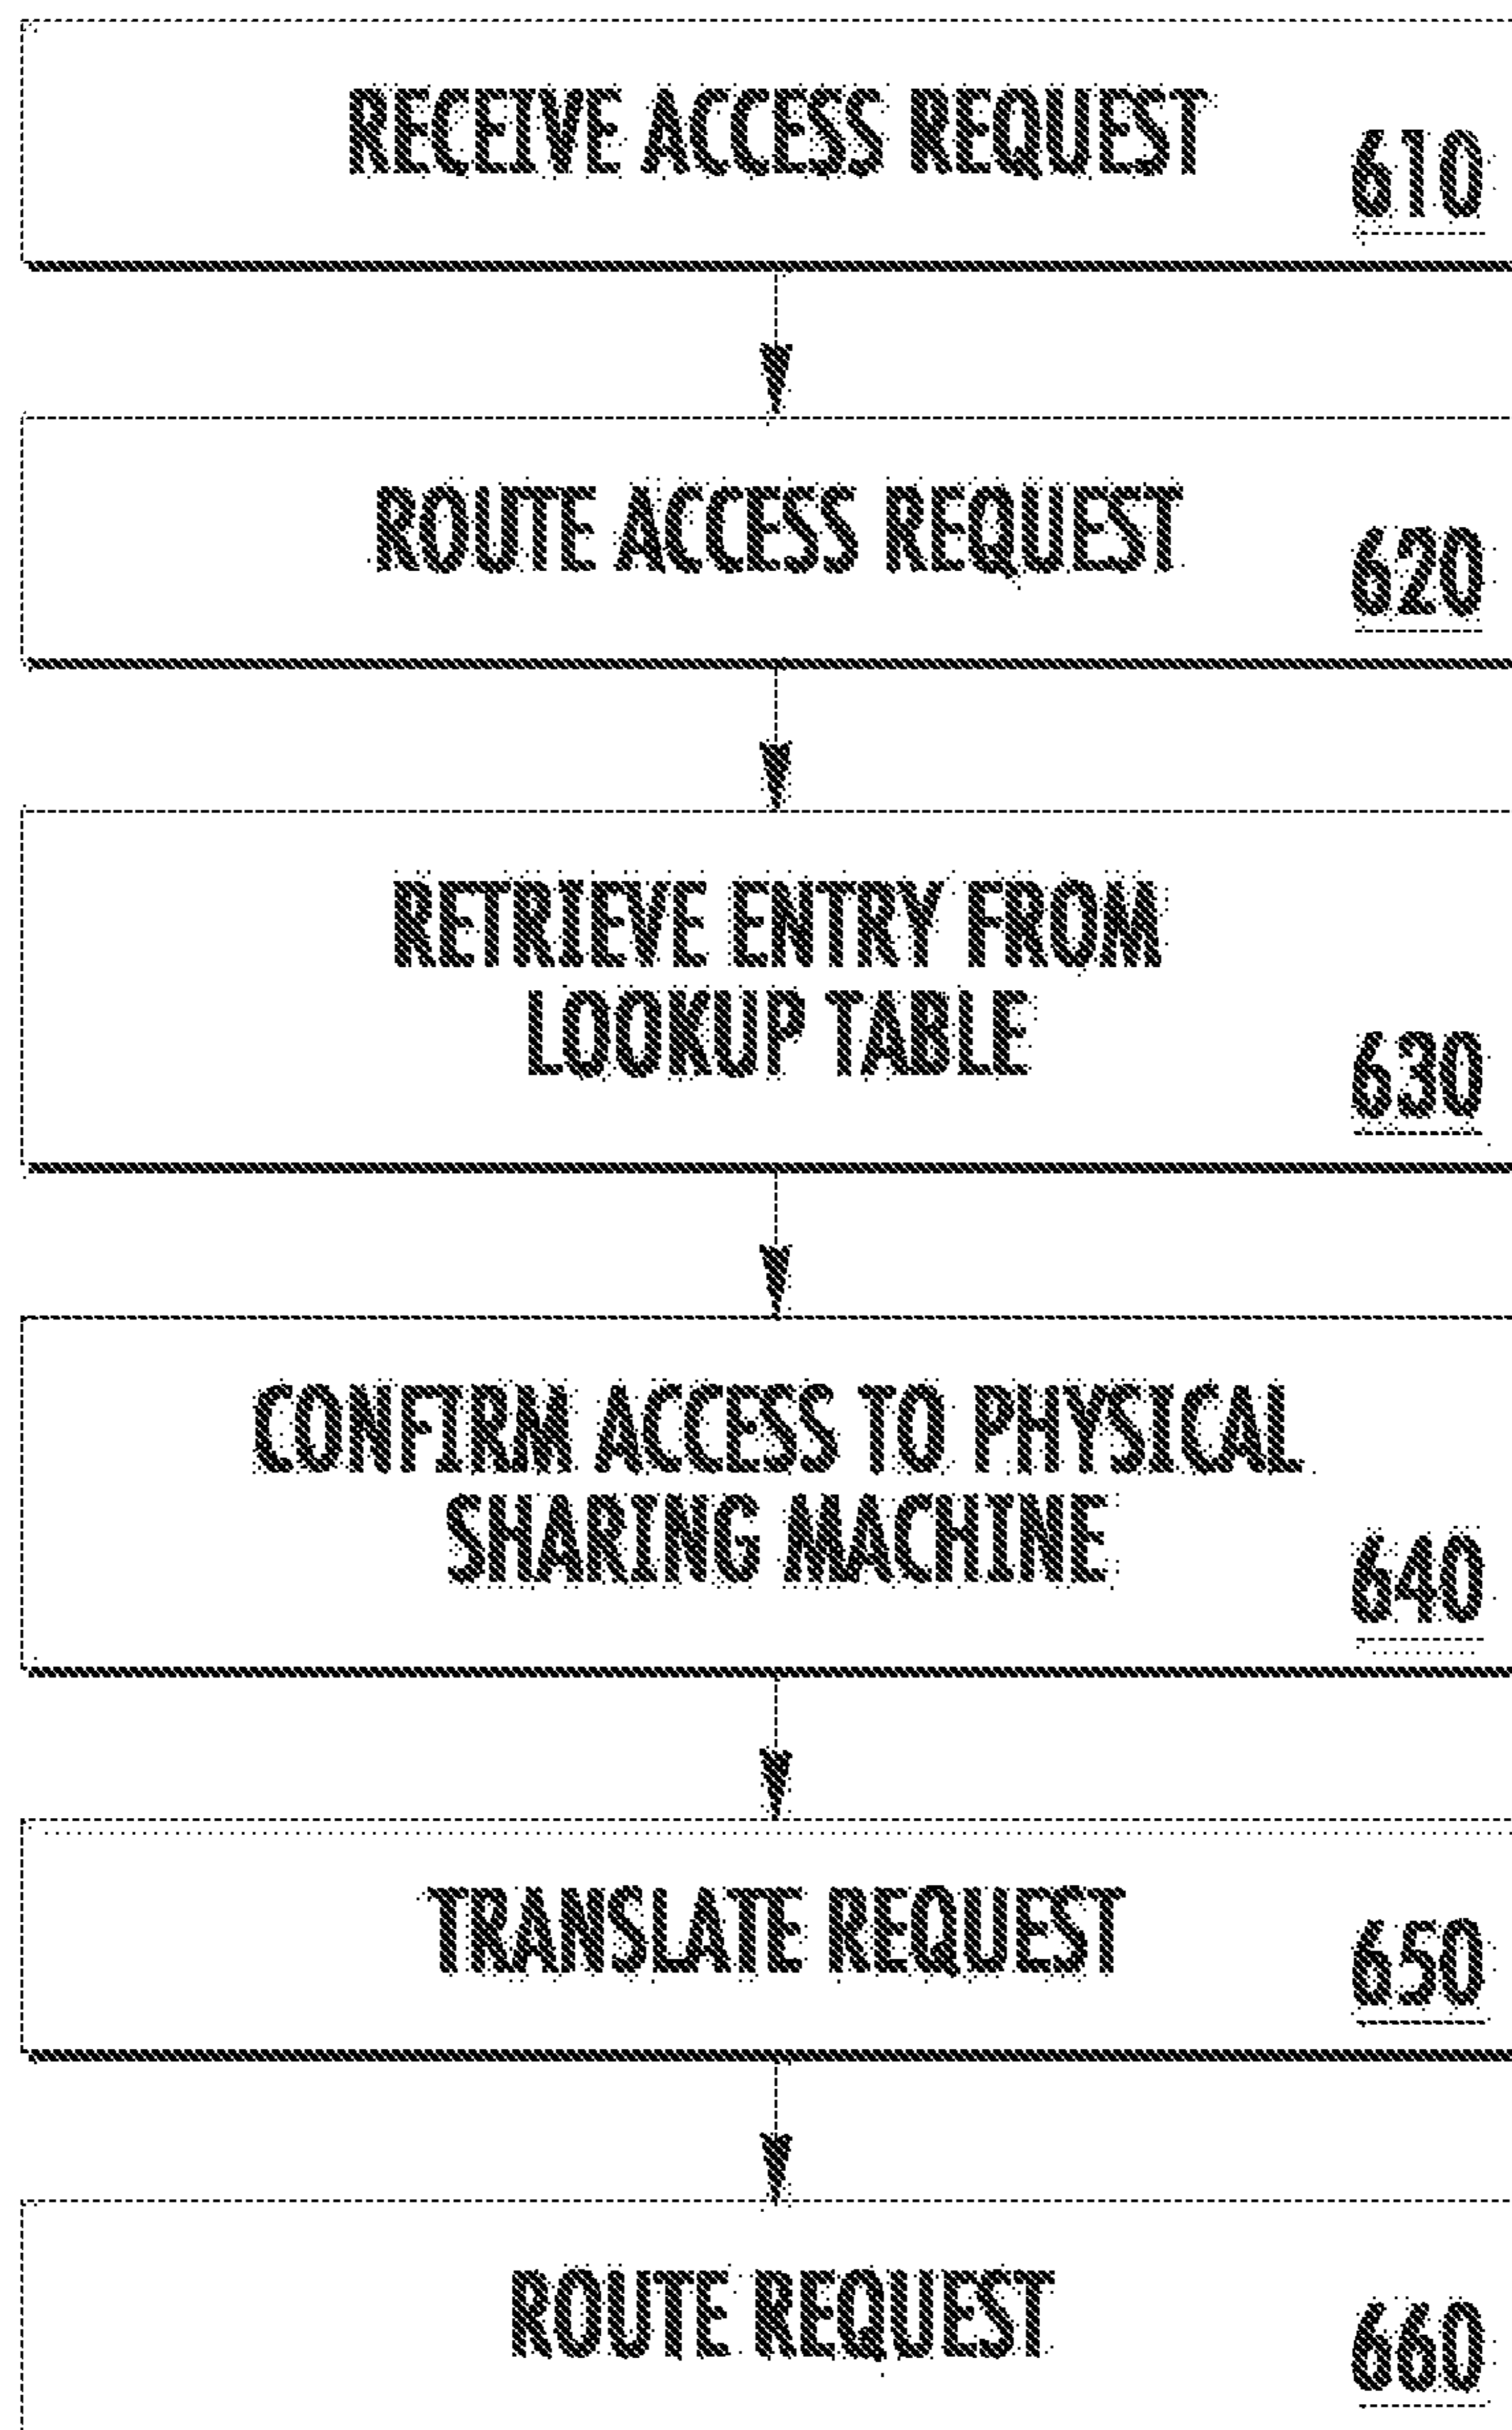 RECEIVE ACCESS REQUEST
610
ROUTE ACCESS REQUEST
620
RETRIEVE ENTRY FROM
LOOKUP TABLE
630
CONFIRM ACCESS TO PHYSICAL
SHARING MACHINE
640
TRANSLATE REQUEST
650
ROUTE REQUEST
660